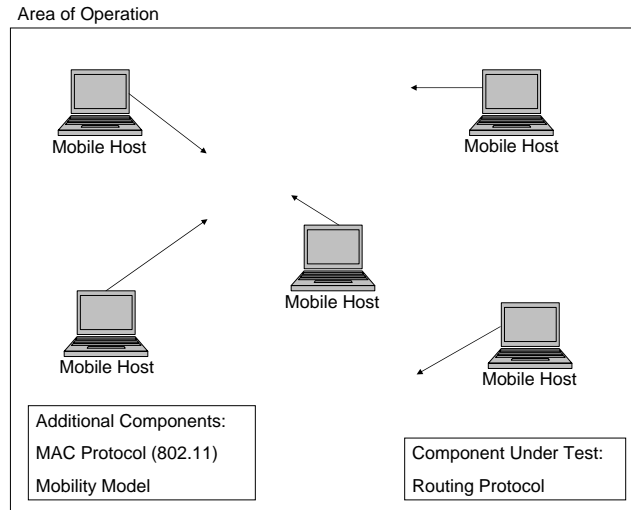 Area of Operation
Mobile Host
Mobile Host
Mobile Host
Mobile Host
Mobile Host
Additional Components:
MAC Protocol (802.11)
Mobility Model
Component Under Test:
Routing Protocol